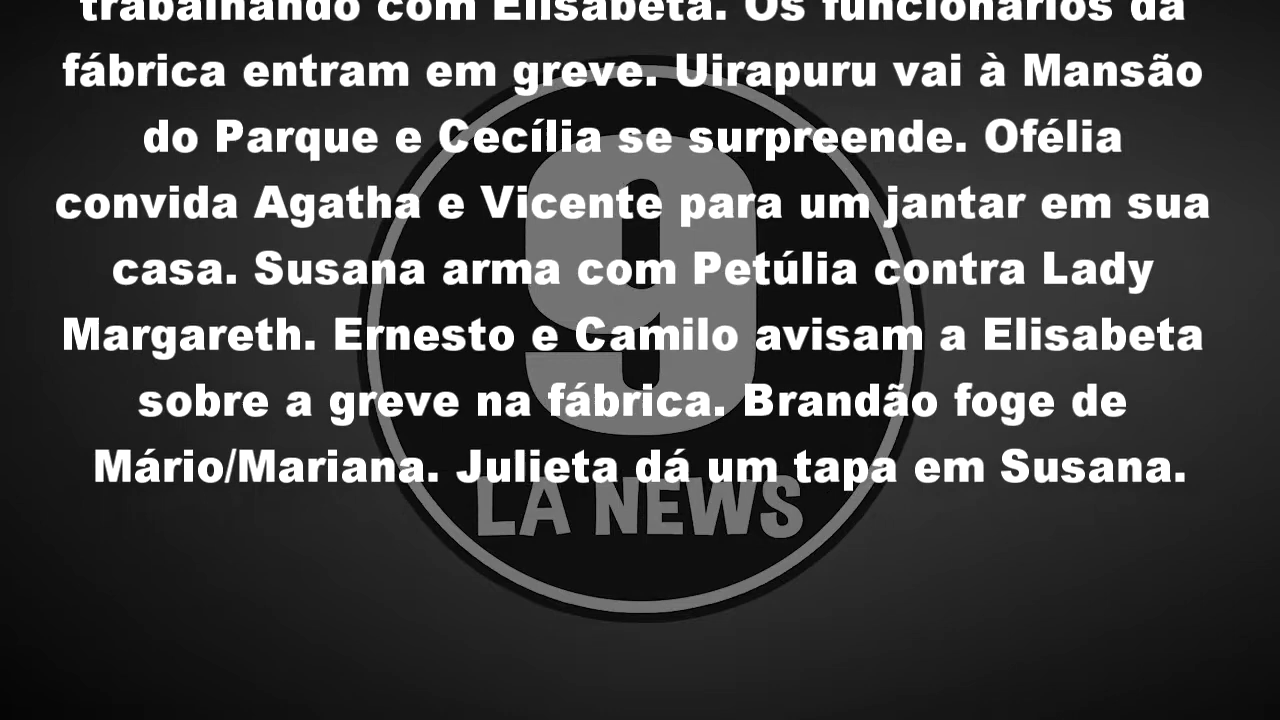 trabalhando com Elisabeta. Os funcionários da
fábrica entram em greve. Uirapuru vai à Mansão
do Parque e Cecília se surpreende. Ofélia
convida Agatha e Vicente para um jantar em sua
casa. Susana arma com Petúlia contra Lady
Margareth. Ernesto e Camilo avisam a Elisabeta
sobre a greve na fábrica. Brandão foge de
Mário/Mariana. Julieta dá um tapa em Susana.
9
LA NEWS